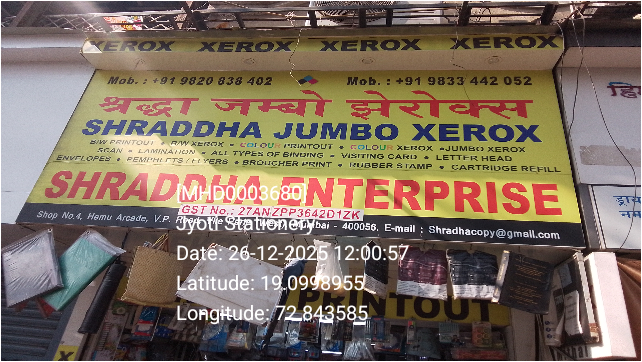 XEROX XEROX XEROX XEROX
Mob. : +91 9820 838 402 Mob. : +91 9833 442 052
श्रद्धा जम्बो झेरोक्स
SHRADDHA JUMBO XEROX
B/W PRINTOUT • B/W XEROX • COLOUR PRINTOUT • COLOUR XEROX • JUMBO XEROX
SCAN • LAMINATION • ALL TYPES OF BINDING • VISITING CARD • LETTER HEAD
ENVELOPES • PEMPHLETS / FLYERS • BROUCHER PRINT • RUBBER STAMP • CARTRIDGE REFILL
SHRADDHA ENTERPRISE
[MHD0003680]
GST No.: 27ANZPP3642D1ZK
Shop No.4, Hemu Arcade, V.P. Mumbai - 400056, E-mail : Shradhacopy@gmail.com
Jyoti Stationery
Date: 26-12-2025 12:00:57
Latitude: 19.0998955
Longitude: 72.843585
PRINTOUT